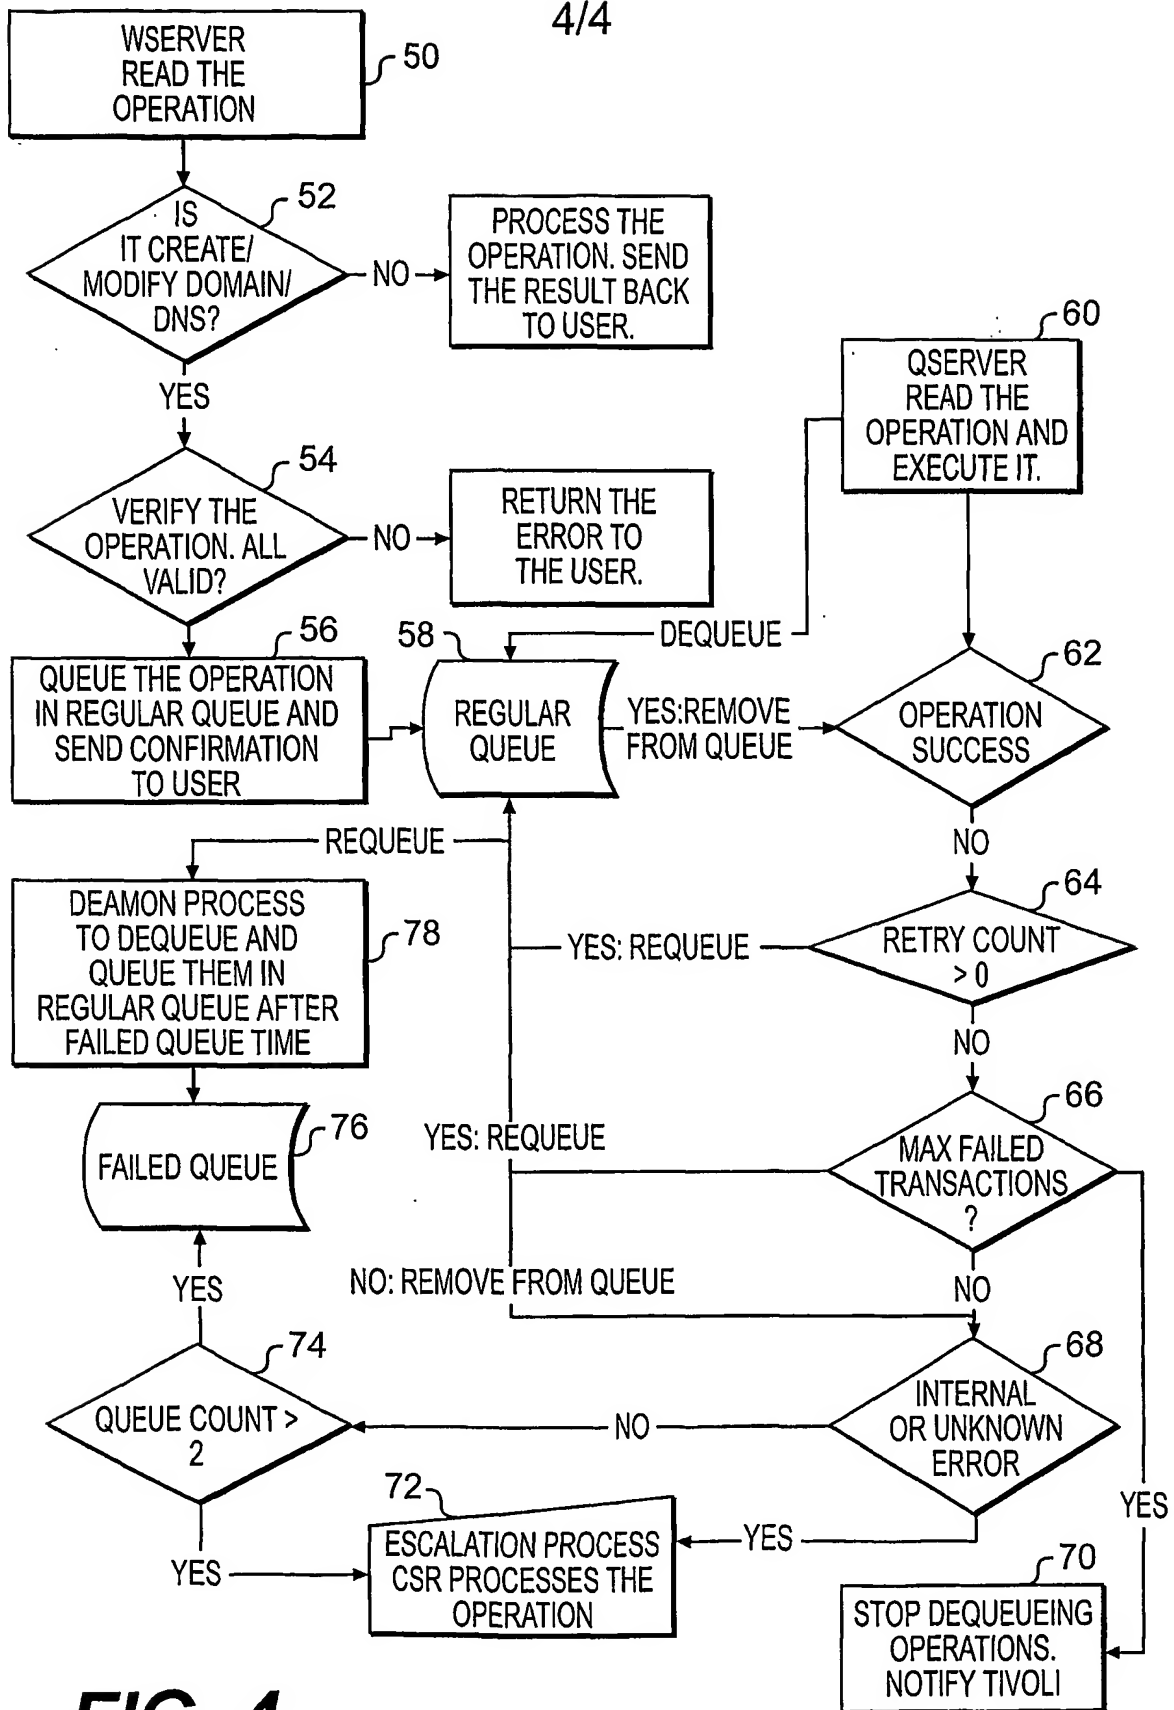 4/4
WSERVER
READ THE
OPERATION
50
IS
IT CREATE/
MODIFY DOMAIN/
DNS?
52
NO
PROCESS THE
OPERATION. SEND
THE RESULT BACK
TO USER.
60
QSERVER
READ THE
OPERATION AND
EXECUTE IT.
YES
54
VERIFY THE
OPERATION. ALL
VALID?
NO
RETURN THE
ERROR TO
THE USER.
DEQUEUE
56
QUEUE THE OPERATION
IN REGULAR QUEUE AND
SEND CONFIRMATION
TO USER
58
REGULAR
QUEUE
YES:REMOVE
FROM QUEUE
62
OPERATION
SUCCESS
NO
REQUEUE
DEAMON PROCESS
TO DEQUEUE AND
QUEUE THEM IN
REGULAR QUEUE AFTER
FAILED QUEUE TIME
78
YES: REQUEUE
64
RETRY COUNT
> 0
NO
76
FAILED QUEUE
YES: REQUEUE
66
MAX FAILED
TRANSACTIONS
?
YES
NO: REMOVE FROM QUEUE
NO
74
QUEUE COUNT >
2
NO
68
INTERNAL
OR UNKNOWN
ERROR
YES
72
ESCALATION PROCESS
CSR PROCESSES THE
OPERATION
YES
YES
70
STOP DEQUEUEING
OPERATIONS.
NOTIFY TIVOLI
FIG. 4